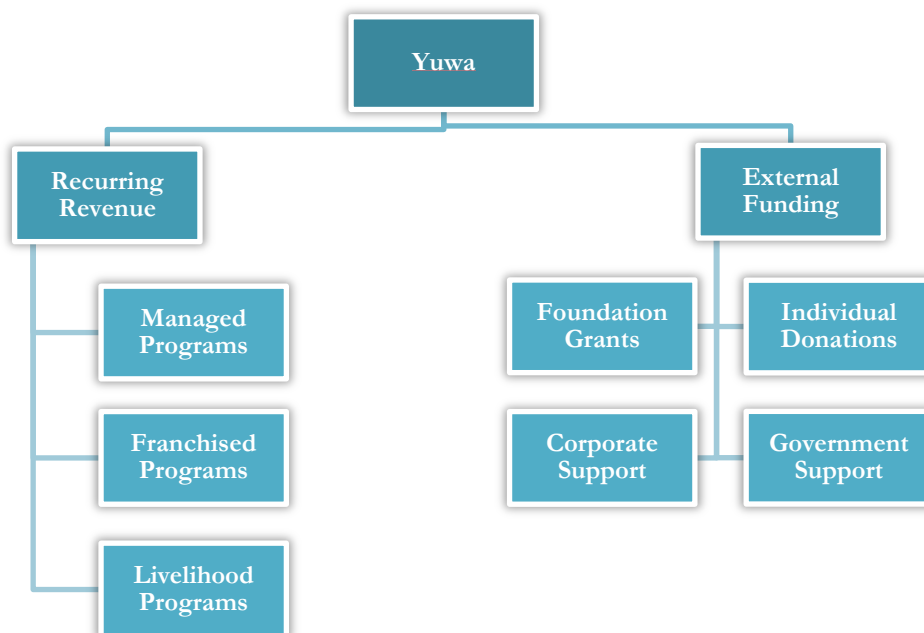 Yuwa
Recurring
Revenue
External
Funding
Managed
Programs
Foundation
Grants
Individual
Donations
Franchised
Programs
Corporate
Support
Government
Support
Livelihood
Programs